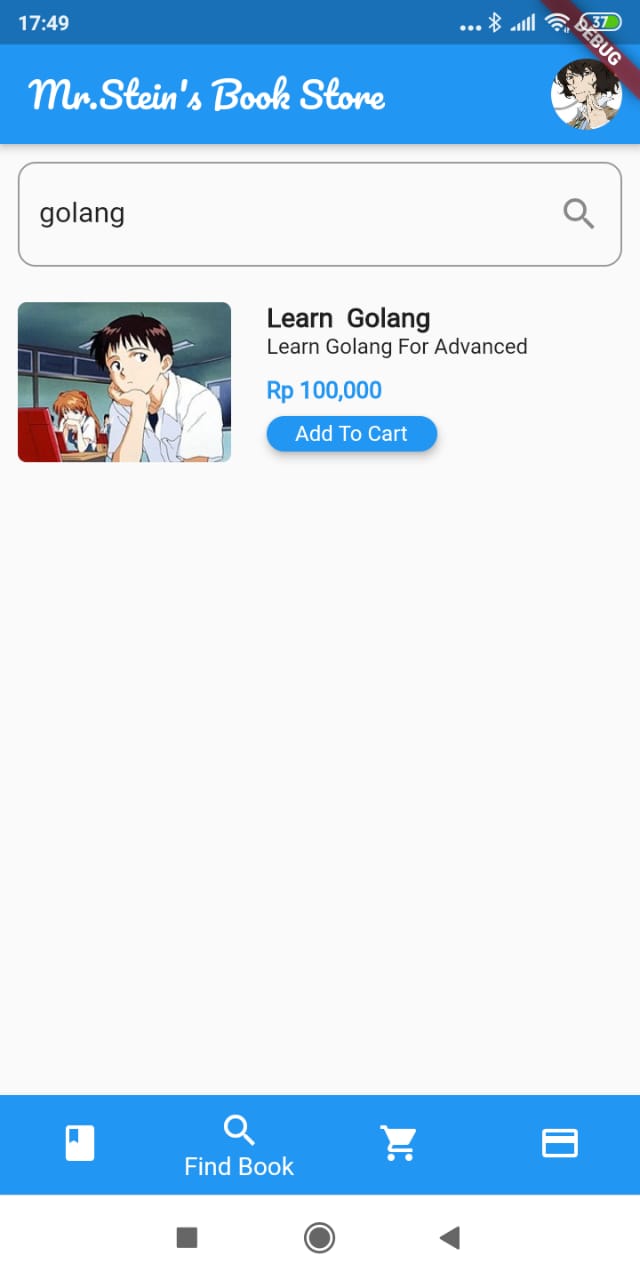 17:49
37
DEBUG
Mr.Stein's Book Store
golang
Learn  Golang
Learn Golang For Advanced
Rp 100,000
Add To Cart
Find Book